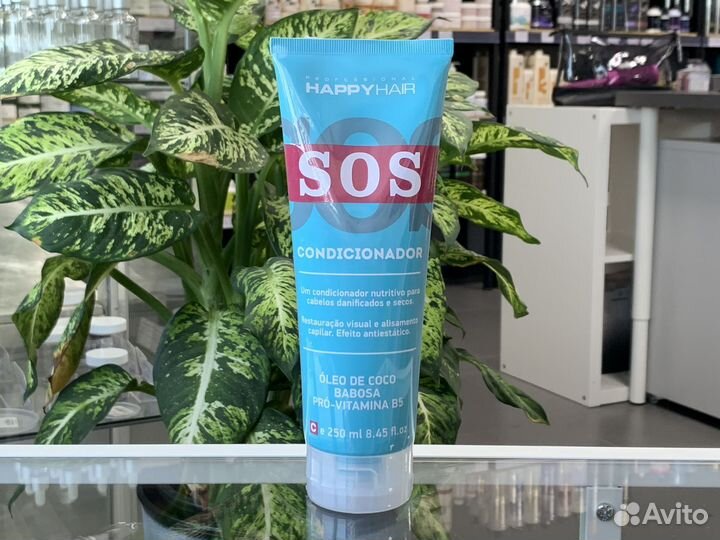 PROFESSIONAL
HAPPYHAIR
SOS
CONDICIONADOR
Um condicionador nutritivo para
cabelos danificados e secos.
Restauração visual e alisamento
capilar. Efeito antiestático.
ÓLEO DE COCO
BABOSA
PRÓ-VITAMINA B5
C e 250 ml 8.45 fl.oz
Avito